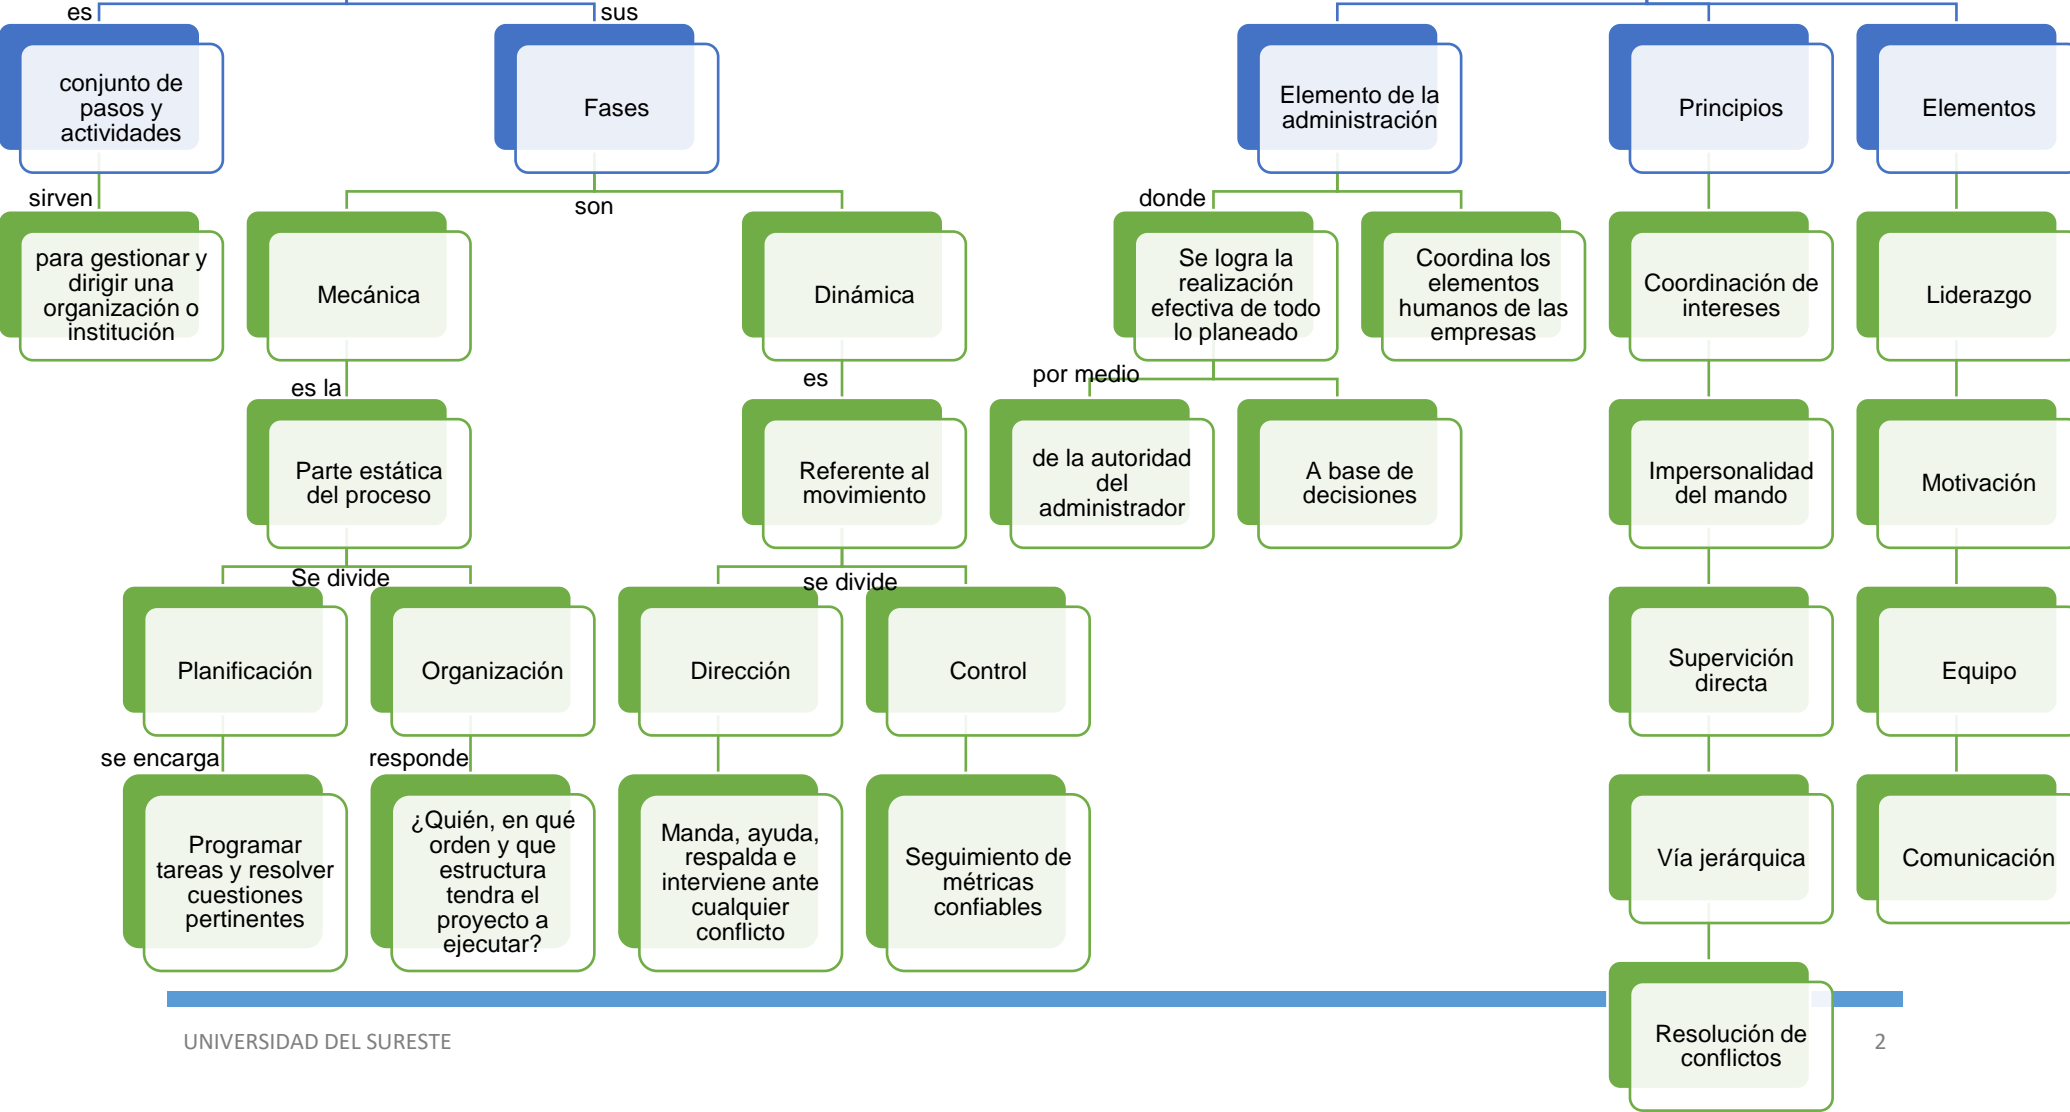 es
sus
conjunto de
pasos y
actividades
Fases
Elemento de la
administración
Principios
Elementos
sirven
son
donde
para gestionar y
dirigir una
organización o
institución
Mecánica
Dinámica
Se logra la
realización
efectiva de todo
lo planeado
Coordina los
elementos
humanos de las
empresas
Coordinación de
intereses
Liderazgo
es la
es
por medio
Parte estática
del proceso
Referente al
movimiento
de la autoridad
del
administrador
A base de
decisiones
Impersonalidad
del mando
Motivación
Se divide
se divide
Planificación
Organización
Dirección
Control
Supervición
directa
Equipo
se encarga
responde
Programar
tareas y resolver
cuestiones
pertinentes
¿Quién, en qué
orden y que
estructura
tendra el
proyecto a
ejecutar?
Manda, ayuda,
respalda e
interviene ante
cualquier
conflicto
Seguimiento de
métricas
confiables
Vía jerárquica
Comunicación
Resolución de
conflictos
UNIVERSIDAD DEL SURESTE
2